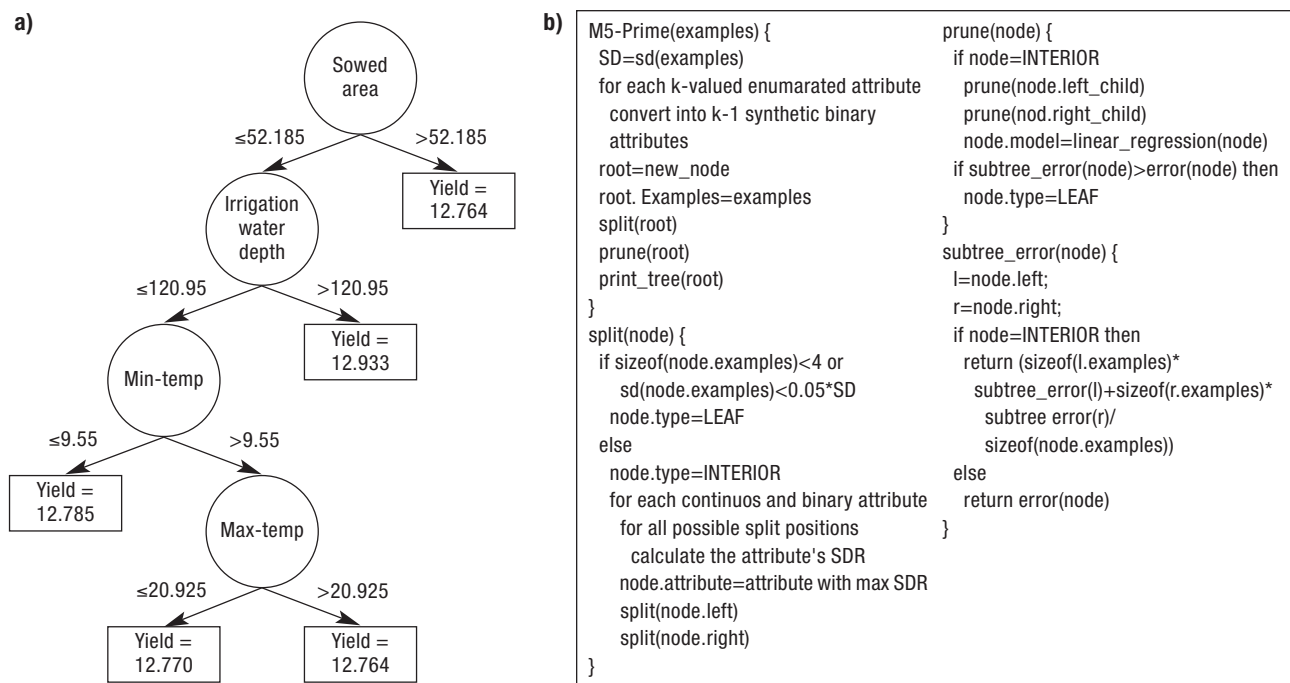 a)
Sowed
area
≤52.185
>52.185
Irrigation
water
depth
Yield =
12.764
≤120.95
>120.95
Min-temp
Yield =
12.933
≤9.55
>9.55
Yield =
12.785
Max-temp
≤20.925
>20.925
Yield =
12.770
Yield =
12.764
b)
M5-Prime(examples) {
SD=sd(examples)
for each k-valued enumarated attribute
convert into k-1 synthetic binary
attributes
root=new_node
root. Examples=examples
split(root)
prune(root)
print_tree(root)
}
split(node) {
if sizeof(node.examples)<4 or
sd(node.examples)<0.05*SD
node.type=LEAF
else
node.type=INTERIOR
for each continuos and binary attribute
for all possible split positions
calculate the attribute's SDR
node.attribute=attribute with max SDR
split(node.left)
split(node.right)
}
prune(node) {
if node=INTERIOR
prune(node.left_child)
prune(nod.right_child)
node.model=linear_regression(node)
if subtree_error(node)>error(node) then
node.type=LEAF
}
subtree_error(node) {
l=node.left;
r=node.right;
if node=INTERIOR then
return (sizeof(l.examples)*
subtree_error(l)+sizeof(r.examples)*
subtree error(r)/
sizeof(node.examples))
else
return error(node)
}